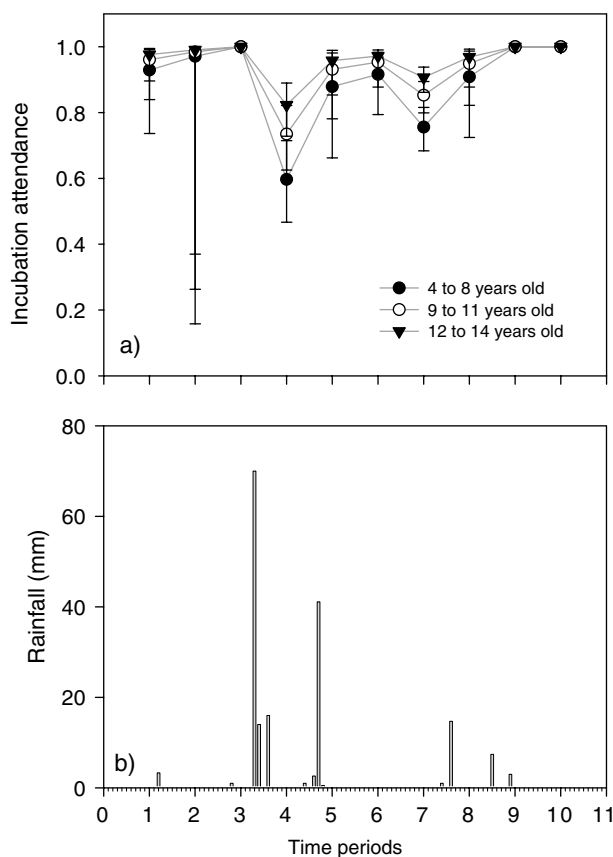 1.0
0.8
0.6
0.4
0.2
0.0
Incubation attendance
4 to 8 years old
9 to 11 years old
12 to 14 years old
a)
80
60
40
20
0
Rainfall (mm)
b)
0 1 2 3 4 5 6 7 8 9 10 11
Time periods